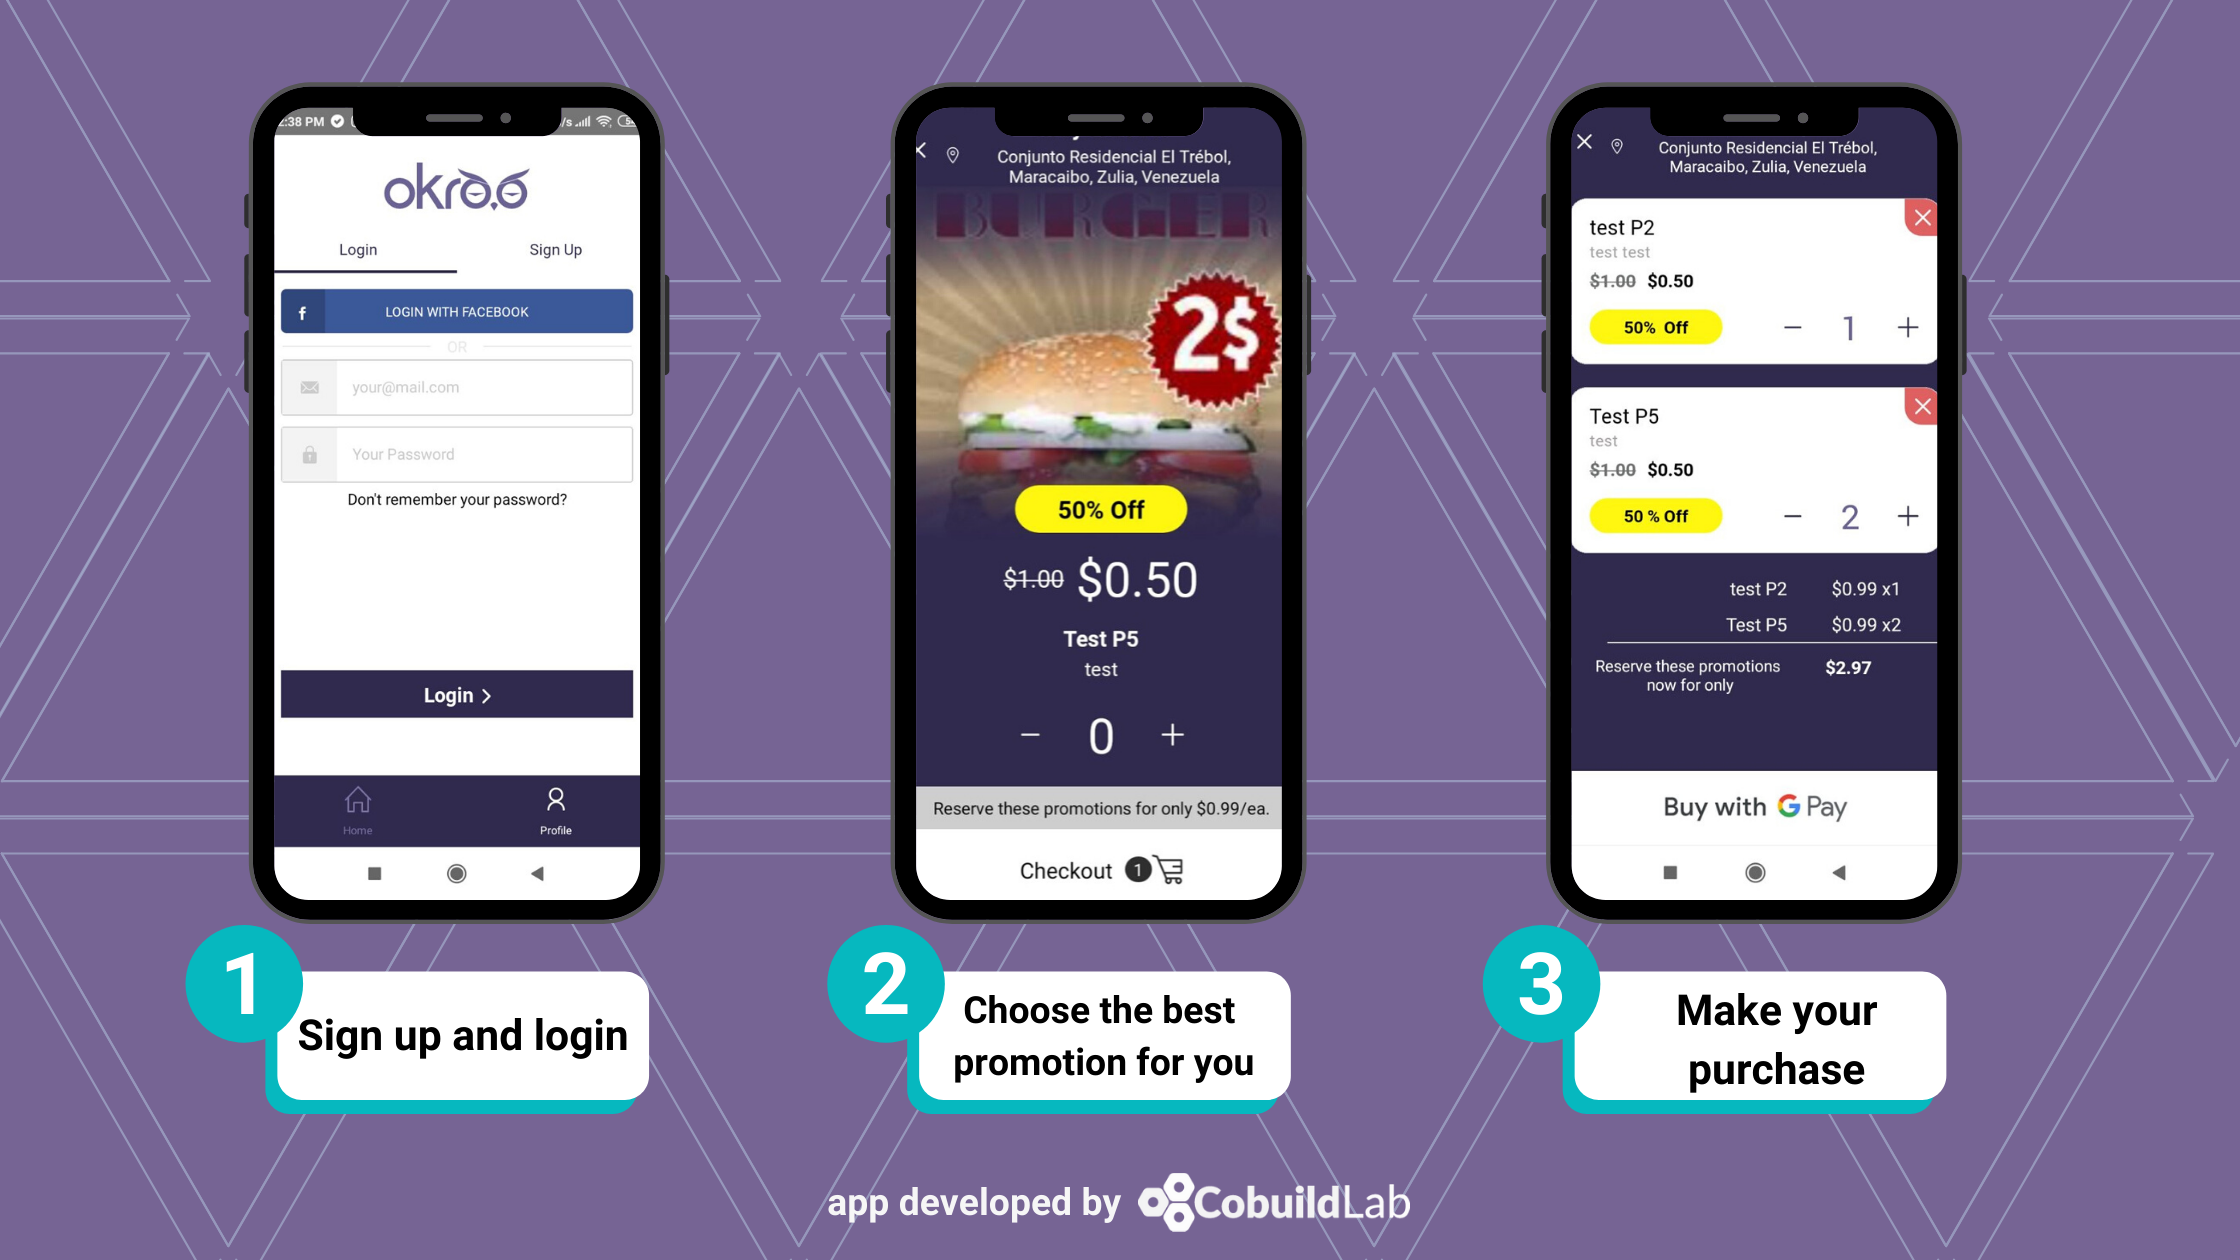 :38 PM
okroo
Login
Sign Up
f
LOGIN WITH FACEBOOK
OR
your@mail.com
Your Password
Don't remember your password?
Login >
Home
Profile
1
Sign up and login
Conjunto Residencial El Trébol,
Maracaibo, Zulia, Venezuela
BURGER
2$
50% Off
$1.00 $0.50
Test P5
test
− 0 +
Reserve these promotions for only $0.99/ea.
Checkout 1
2
Choose the best
promotion for you
Conjunto Residencial El Trébol,
Maracaibo, Zulia, Venezuela
test P2
test test
$1.00 $0.50
50% Off − 1 +
Test P5
test
$1.00 $0.50
50 % Off − 2 +
test P2 $0.99 x1
Test P5 $0.99 x2
Reserve these promotions $2.97
now for only
Buy with G Pay
3
Make your
purchase
app developed by CobuildLab